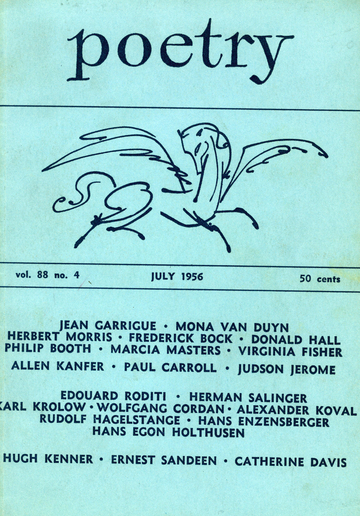 poetry
vol. 88 no. 4 JULY 1956 50 cents
JEAN GARRIGUE · MONA VAN DUYN
HERBERT MORRIS · FREDERICK BOCK · DONALD HALL
PHILIP BOOTH · MARCIA MASTERS · VIRGINIA FISHER
ALLEN KANFER · PAUL CARROLL · JUDSON JEROME
EDOUARD RODITI · HERMAN SALINGER
KARL KROLOW · WOLFGANG CORDAN · ALEXANDER KOVAL
RUDOLF HAGELSTANGE · HANS ENZENSBERGER
HANS EGON HOLTHUSEN
HUGH KENNER · ERNEST SANDEEN · CATHERINE DAVIS